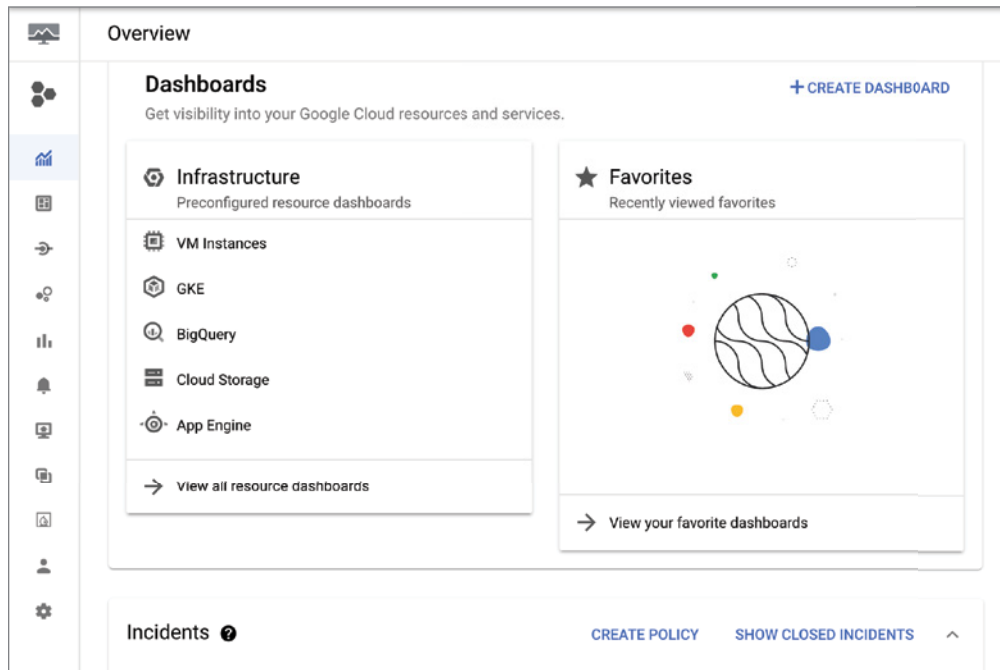 Overview
Dashboards
+ CREATE DASHBOARD
Get visibility into your Google Cloud resources and services.
Infrastructure
Preconfigured resource dashboards
VM Instances
GKE
BigQuery
Cloud Storage
App Engine
View all resource dashboards
Favorites
Recently viewed favorites
View your favorite dashboards
Incidents ?
CREATE POLICY
SHOW CLOSED INCIDENTS